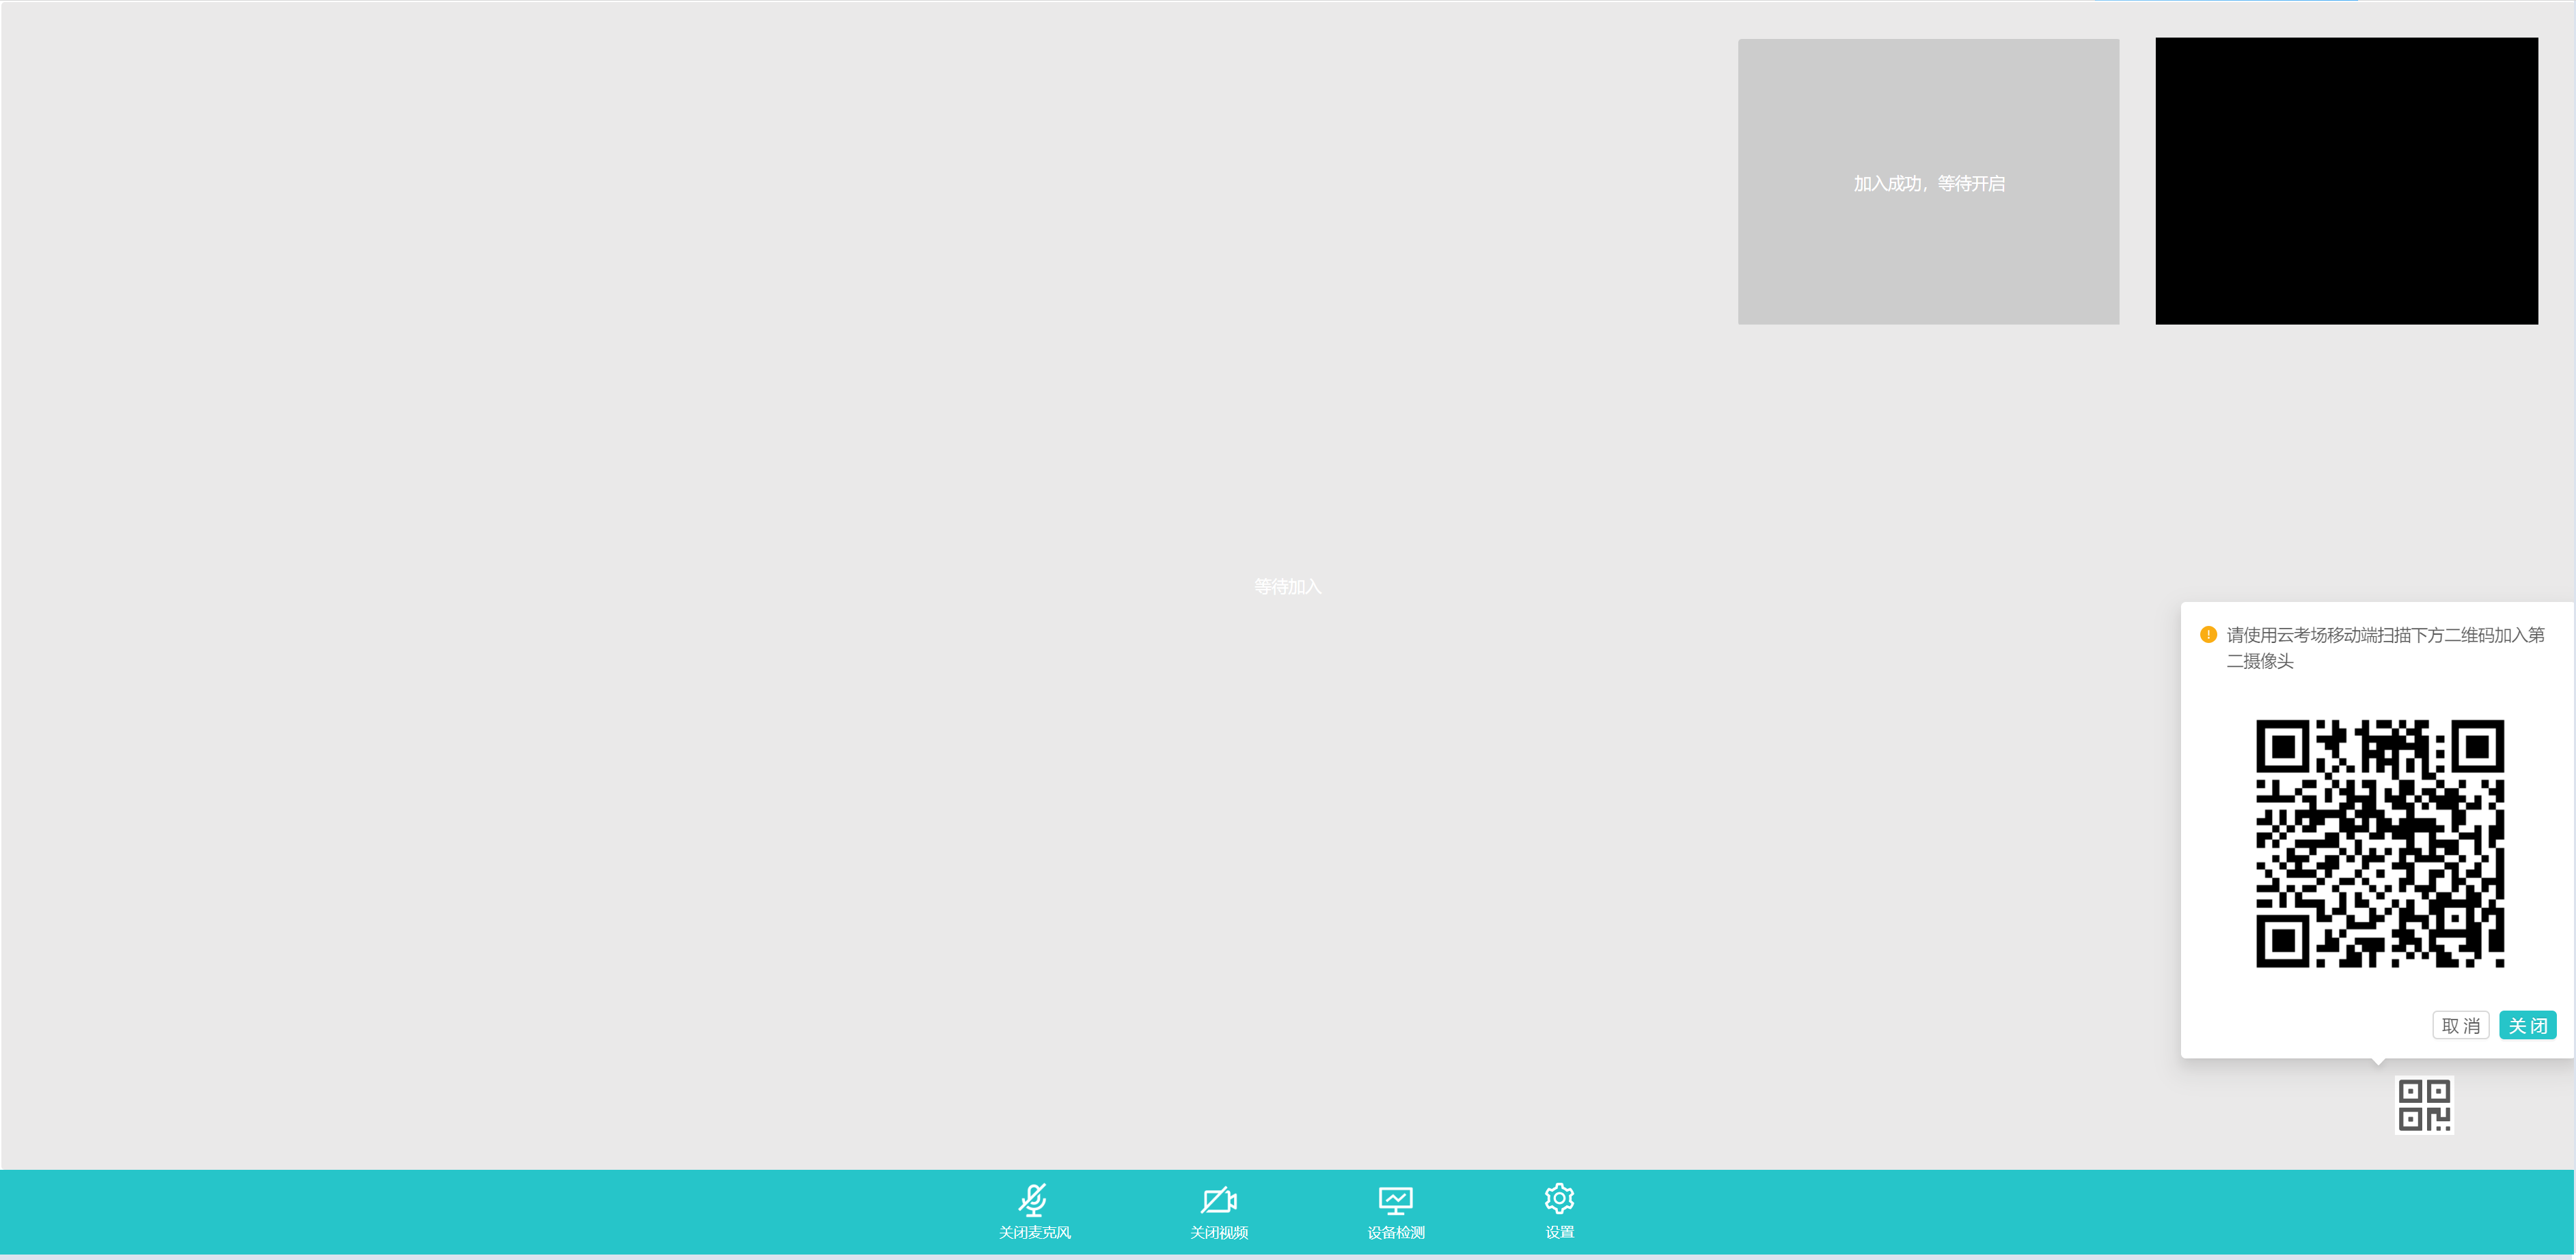 加入成功，等待开启
等待加入
请使用云考场移动端扫描下方二维码加入第
二摄像头
取 消
关 闭
关闭麦克风
关闭视频
设备检测
设置